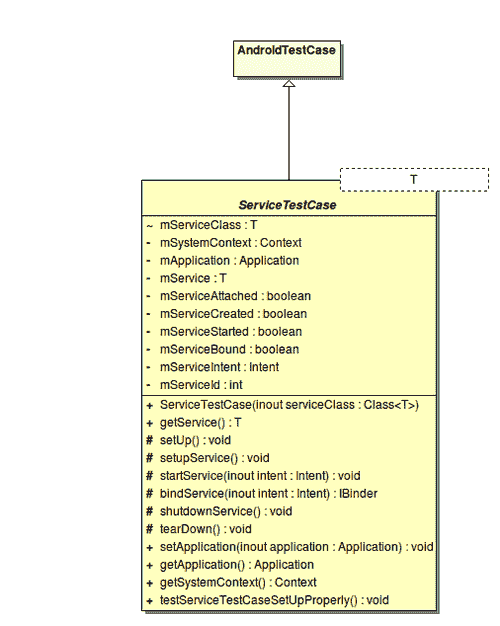 AndroidTestCase
T
ServiceTestCase
~ mServiceClass : T
- mSystemContext : Context
- mApplication : Application
- mService : T
- mServiceAttached : boolean
- mServiceCreated : boolean
- mServiceStarted : boolean
- mServiceBound : boolean
- mServiceIntent : Intent
- mServiceId : int
+ ServiceTestCase(inout serviceClass : Class<T>)
+ getService() : T
# setUp() : void
# setupService() : void
# startService(inout intent : Intent) : void
# bindService(inout intent : Intent) : IBinder
# shutdownService() : void
# tearDown() : void
+ setApplication(inout application : Application) : void
+ getApplication() : Application
+ getSystemContext() : Context
+ testServiceTestCaseSetUpProperly() : void